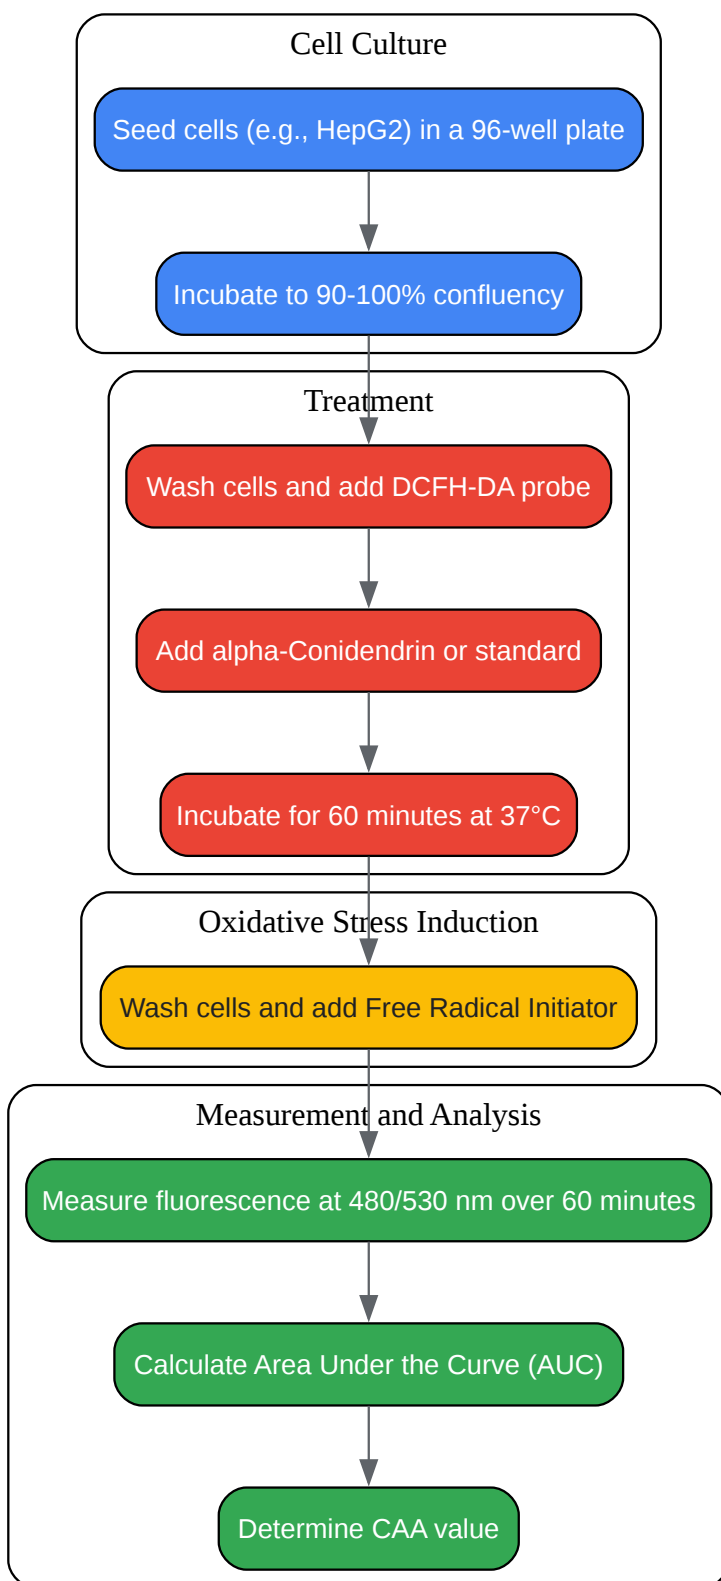 Cell Culture
Seed cells (e.g., HepG2) in a 96-well plate
Incubate to 90-100% confluency
Treatment
Wash cells and add DCFH-DA probe
Add alpha-Conidendrin or standard
Incubate for 60 minutes at 37°C
Oxidative Stress Induction
Wash cells and add Free Radical Initiator
Measurement and Analysis
Measure fluorescence at 480/530 nm over 60 minutes
Calculate Area Under the Curve (AUC)
Determine CAA value